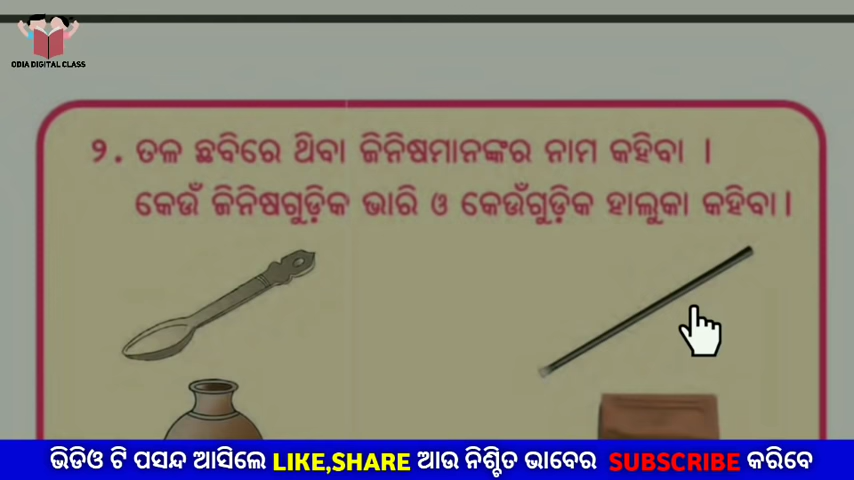 ODIA DIGITAL CLASS
୨. ତଳ ଛବିରେ ଥିବା ଜିନିଷମାନଙ୍କର ନାମ କହିବା ।
କେଉଁ ଜିନିଷଗୁଡ଼ିକ ଭାରି ଓ କେଉଁଗୁଡ଼ିକ ହାଲୁକା କହିବା।
ଭିଡିଓ ଟି ପସନ୍ଦ ଆସିଲେ LIKE,SHARE ଆଉ ନିଶ୍ଚିତ ଭାବେର SUBSCRIBE କରିବେ